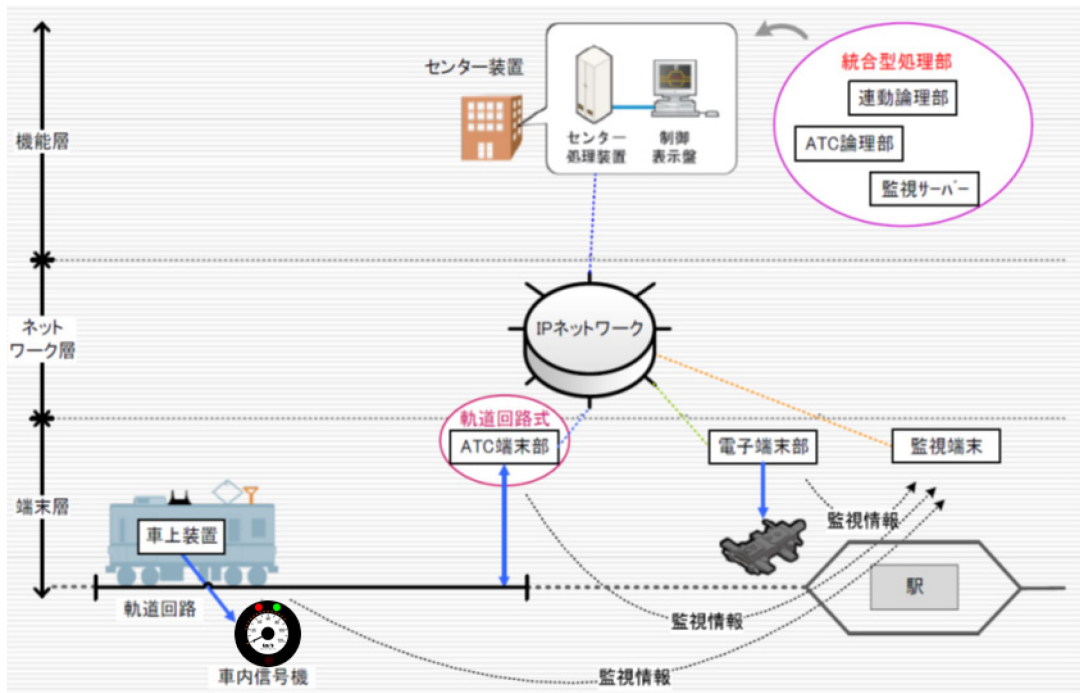 センター装置
センター
処理装置
制御
表示盤
統合型処理部
連動論理部
ATC論理部
監視サーバー
機能層
ネット
ワーク層
IPネットワーク
軌道回路式
ATC端末部
電子端末部
監視端末
端末層
車上装置
監視情報
駅
軌道回路
監視情報
車内信号機
監視情報